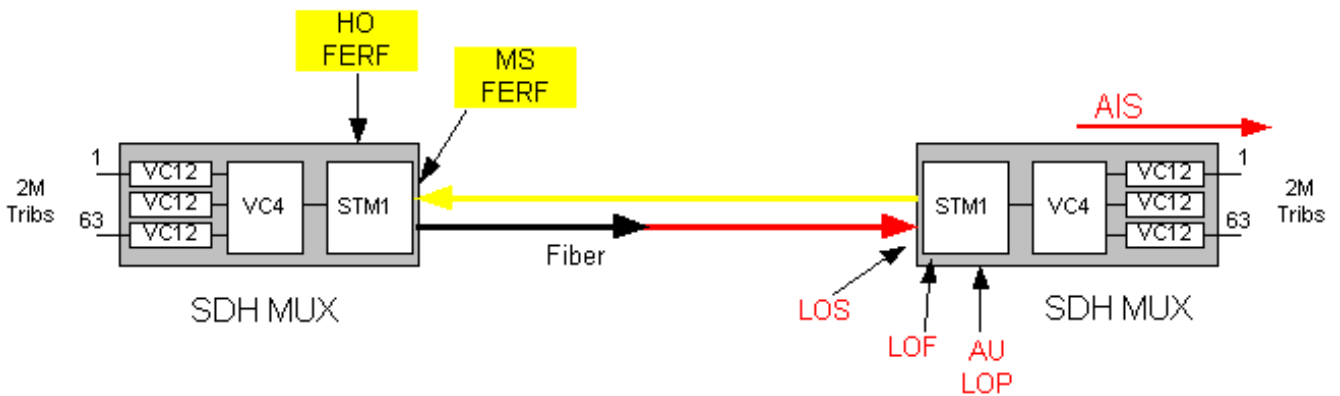 HO
FERF
MS
FERF
AIS
1
VC12
2M
Tribs
VC12
VC4
STM1
63
VC12
Fiber
SDH MUX
STM1
VC4
VC12
1
VC12
2M
Tribs
VC12
63
LOS
SDH MUX
LOF
AU
LOP